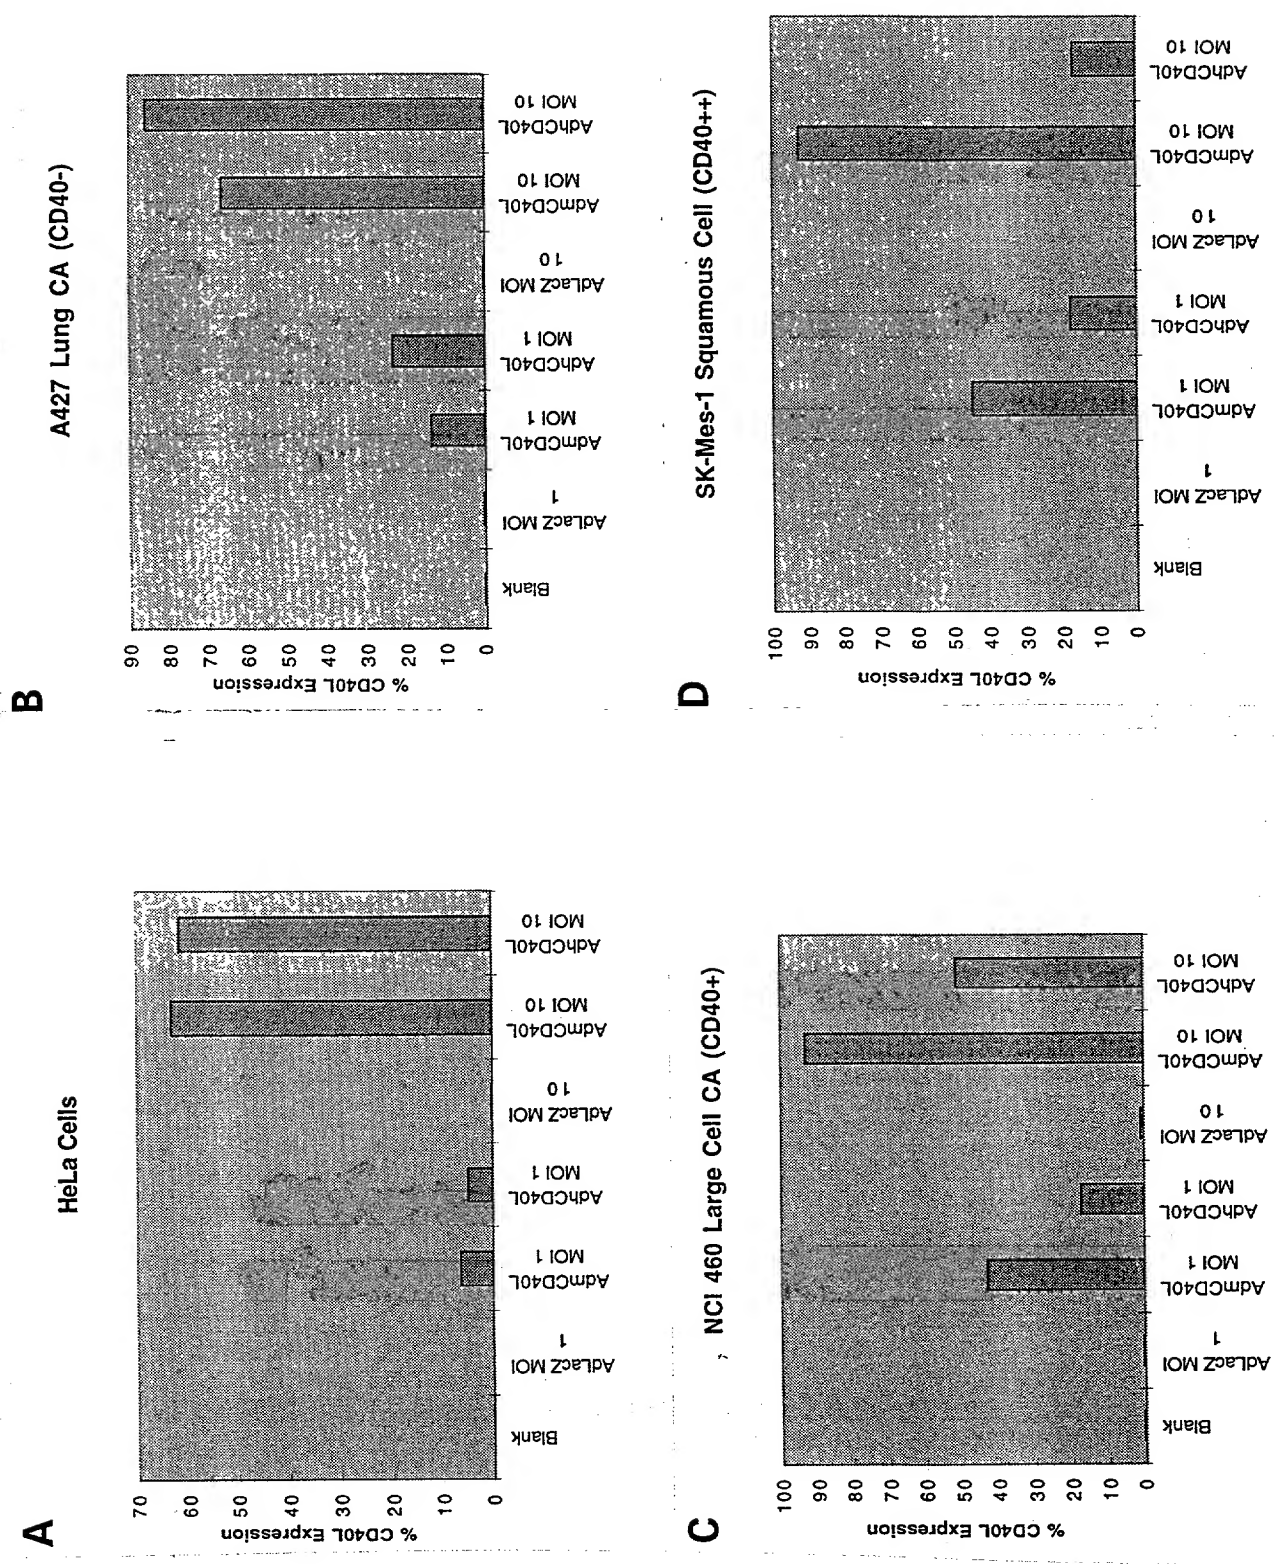 A
HeLa Cells
% CD40L Expression
70
60
50
40
30
20
10
0
Blank
AdLacZ MOI
1
AdmCD40L
MOI 1
AdhCD40L
MOI 1
AdLacZ MOI
10
AdmCD40L
MOI 10
AdhCD40L
MOI 10
B
A427 Lung CA (CD40-)
% CD40L Expression
90
80
70
60
50
40
30
20
10
0
Blank
AdLacZ MOI
1
AdmCD40L
MOI 1
AdhCD40L
MOI 1
AdLacZ MOI
10
AdmCD40L
MOI 10
AdhCD40L
MOI 10
C
NCI 460 Large Cell CA (CD40+)
% CD40L Expression
100
90
80
70
60
50
40
30
20
10
0
Blank
AdLacZ MOI
1
AdmCD40L
MOI 1
AdhCD40L
MOI 1
AdLacZ MOI
10
AdmCD40L
MOI 10
AdhCD40L
MOI 10
D
SK-Mes-1 Squamous Cell (CD40++)
% CD40L Expression
100
90
80
70
60
50
40
30
20
10
0
Blank
AdLacZ MOI
1
AdmCD40L
MOI 1
AdhCD40L
MOI 1
AdLacZ MOI
10
AdmCD40L
MOI 10
AdhCD40L
MOI 10